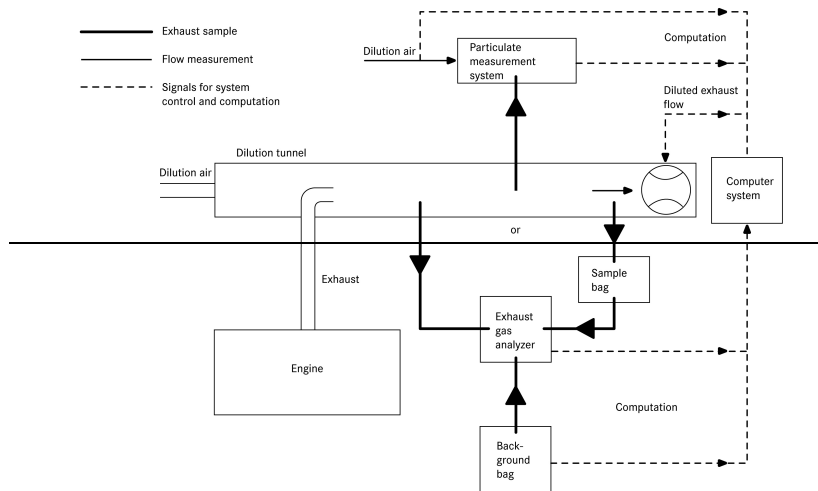 Exhaust sample
Flow measurement
Signals for system
control and computation
Dilution air
Particulate
measurement
system
Computation
Diluted exhaust
flow
Dilution tunnel
Dilution air
Computer
system
or
Sample
bag
Exhaust
Exhaust
gas
analyzer
Engine
Computation
Back-
ground
bag